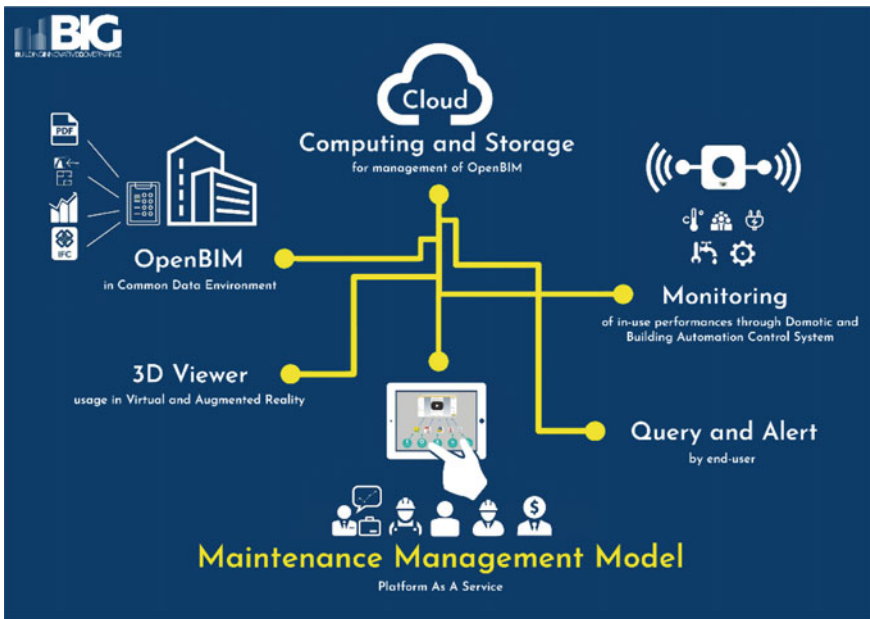 BIG
BUILDINGINNOVATIVEGOVERNANCE
Cloud
Computing and Storage
for management of OpenBIM
PDF
IFC
OpenBIM
in Common Data Environment
C°
Monitoring
of in-use performances through Domotic and
Building Automation Control System
3D Viewer
usage in Virtual and Augmented Reality
Query and Alert
by end-user
$
Maintenance Management Model
Platform As A Service